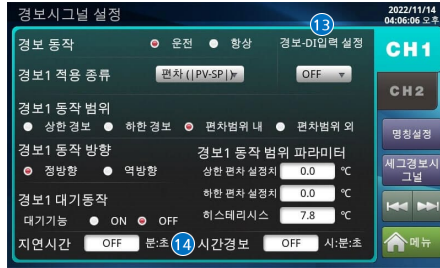 경보시그널 설정
2022/11/14
04:06:06 오후
13
경보 동작 운전 항상 경보-DI입력 설정
CH1
경보1 적용 종류 편차 (|PV-SP|) OFF
CH2
경보1 동작 범위
상한 경보 하한 경보 편차범위 내 편차범위 외
명칭설정
경보1 동작 방향 경보1 동작 범위 파라미터
정방향 역방향 상한 편차 설정치 0.0 ℃
세그경보시
그널
경보1 대기동작 하한 편차 설정치 0.0 ℃
대기기능 ON OFF 히스테리시스 7.8 ℃
지연시간 OFF 분:초 14 시간경보 OFF 시:분:초
메뉴